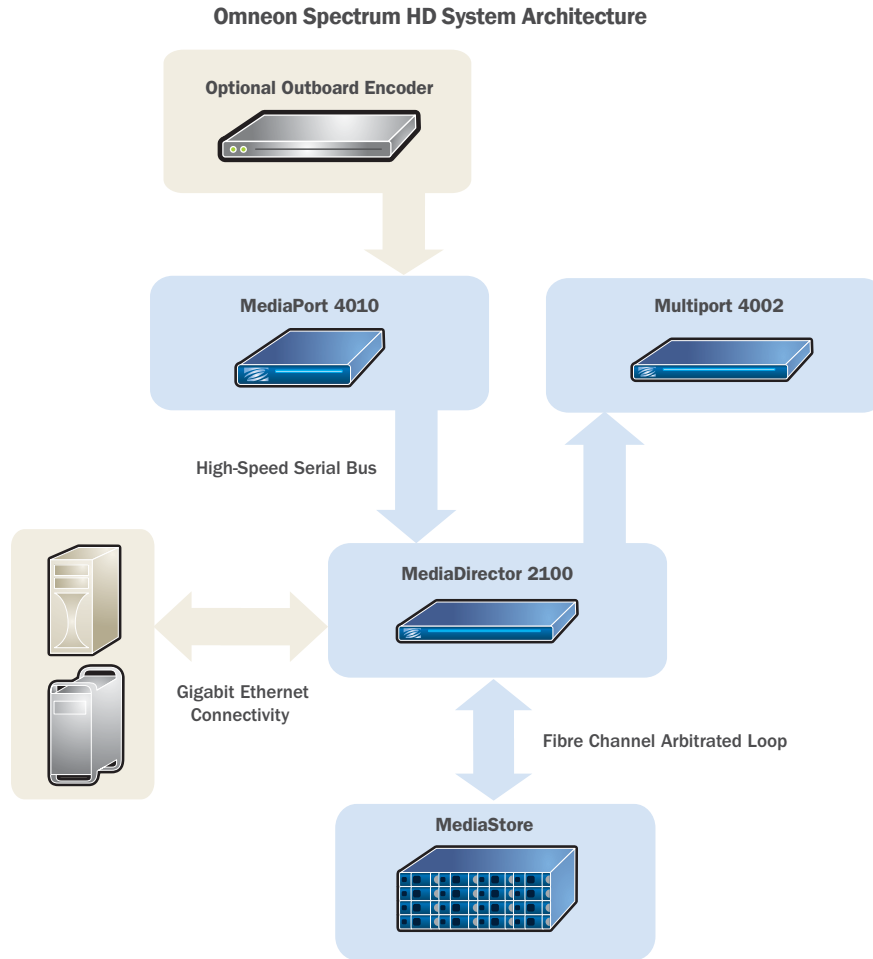 Omneon Spectrum HD System Architecture
Optional Outboard Encoder
MediaPort 4010
Multiport 4002
High-Speed Serial Bus
MediaDirector 2100
Gigabit Ethernet
Connectivity
Fibre Channel Arbitrated Loop
MediaStore